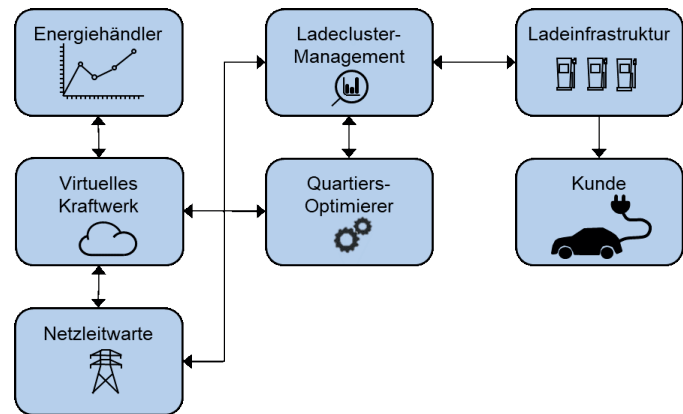 Energiehändler
Ladecluster-
Management
Ladeinfrastruktur
Virtuelles
Kraftwerk
Quartiers-
Optimierer
Kunde
Netzleitwarte